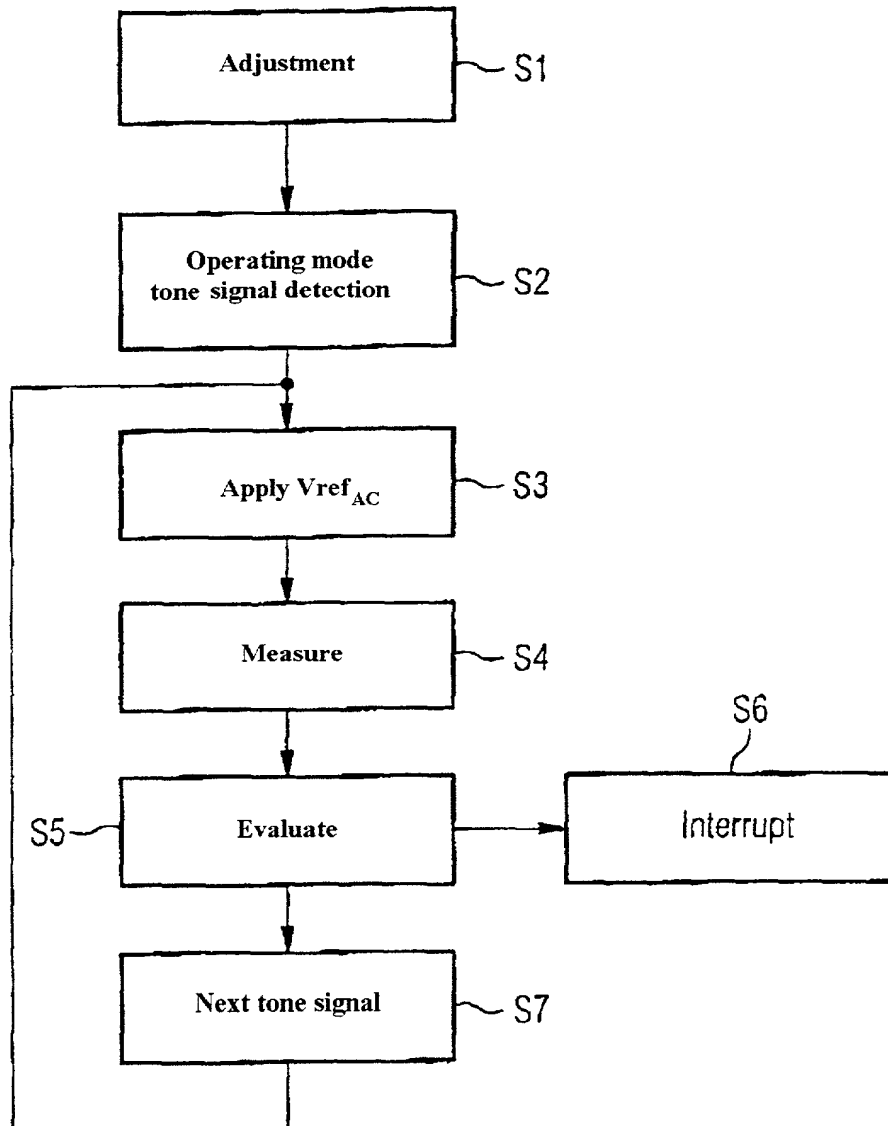 Adjustment
S1
Operating mode
tone signal detection
S2
Apply Vref_AC
S3
Measure
S4
S6
S5
Evaluate
Interrupt
Next tone signal
S7